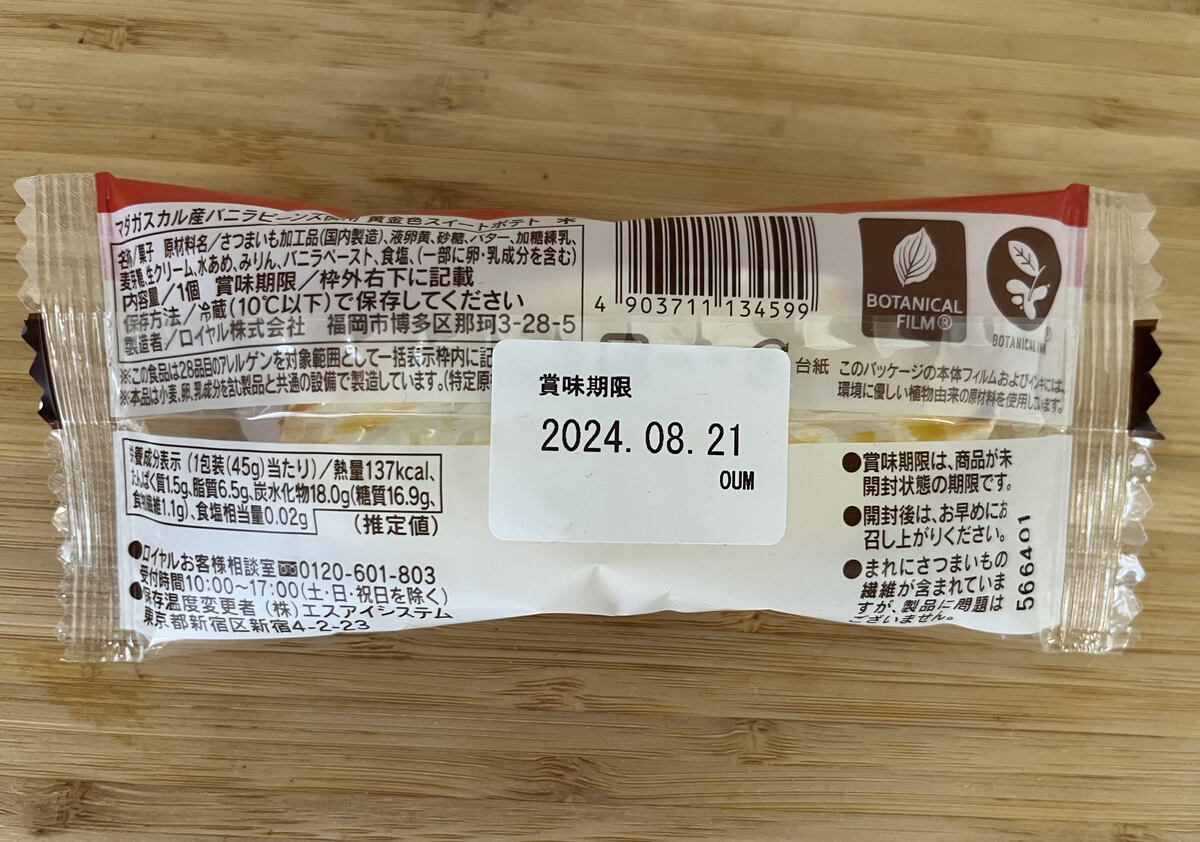 マダガスカル産バニラビーンズ使用 黄金色スイートポテト
名称/菓子 原材料名/さつまいも加工品(国内製造)、液卵黄、砂糖、バター、加糖練乳、
麦芽糖、生クリーム、水あめ、みりん、バニラペースト、食塩、(一部に卵・乳成分を含む)
内容量/1個 賞味期限/枠外右下に記載
保存方法/冷蔵(10℃以下)で保存してください
製造者/ロイヤル株式会社 福岡市博多区那珂3-28-5
※この食品は28品目のアレルゲンを対象範囲として一括表示枠内に記
※本品は小麦、卵、乳成分を含む製品と共通の設備で製造しています。(特定原
4 903711 134599
BOTANICAL
FILM®
BOTANICAL INK
台紙
このパッケージの本体フィルムおよびインキには、
環境に優しい植物由来の原材料を使用しています。
賞味期限
2024.08.21
OUM
栄養成分表示 (1包装(45g)当たり)/熱量137kcal、
たんぱく質1.5g、脂質6.5g、炭水化物18.0g(糖質16.9g、
食物繊維1.1g)、食塩相当量0.02g
(推定値)
●ロイヤルお客様相談室 0120-601-803
受付時間10:00~17:00(土・日・祝日を除く)
●保存温度変更者 (株)エスアイシステム
東京都新宿区新宿4-2-23
●賞味期限は、商品が未
開封状態の期限です。
●開封後は、お早めにお
召し上がりください。
●まれにさつまいもの
繊維が含まれていま
すが、製品に問題は
ございません。
566401